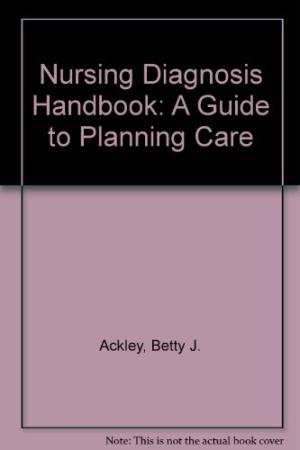 Nursing Diagnosis
Handbook: A Guide
to Planning Care
Ackley, Betty J.
Note: This is not the actual book cover